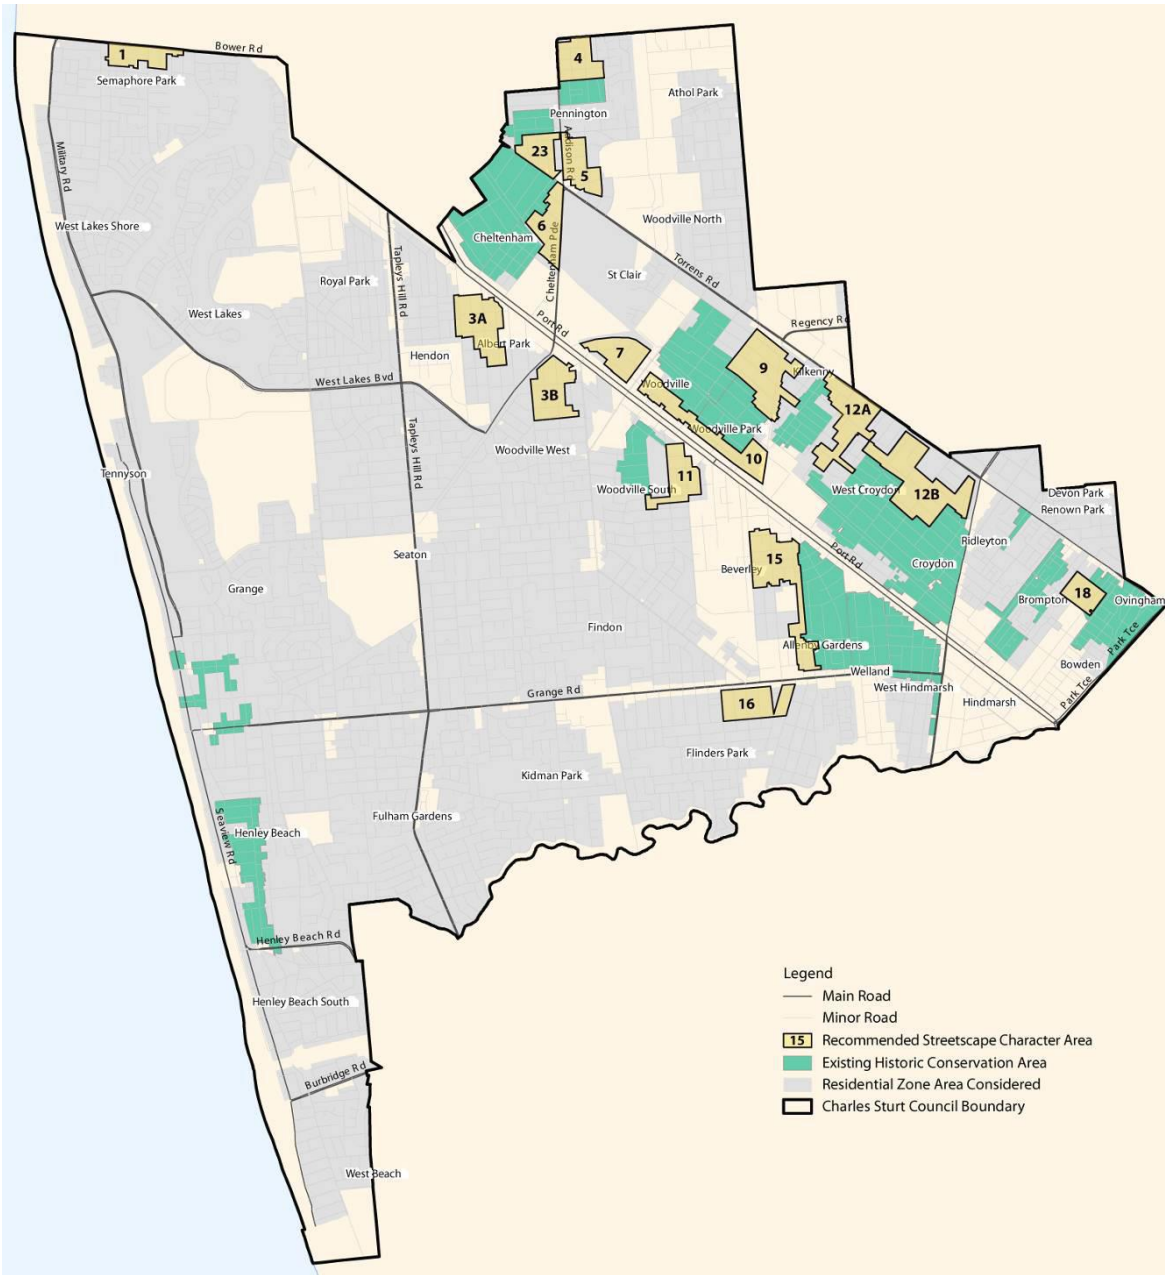 Bower Rd
1
Semaphore Park
4
Athol Park
Pennington
Military Rd
Addison Rd
23
5
West Lakes Shore
Woodville North
6
Cheltenham
Cheltenham Pde
Tapleys Hill Rd
St Clair
Torrens Rd
Royal Park
West Lakes
3A
Port Rd
Regency Rd
Albert Park
Hendon
7
9
Kilkenny
West Lakes Blvd
3B
Woodville
12A
Tapleys Hill Rd
Woodville Park
Woodville West
10
Tennyson
11
Woodville South
West Croydon
12B
Devon Park
Renown Park
Ridleyton
Seaton
Port Rd
15
Beverley
Croydon
Grange
Brompton
18
Ovingham
Findon
Park Tce
Allenby Gardens
Bowden
Welland
West Hindmarsh
Park Tce
Grange Rd
16
Hindmarsh
Flinders Park
Kidman Park
Seaview Rd
Fulham Gardens
Henley Beach
Henley Beach Rd
Henley Beach South
Burbridge Rd
West Beach
Legend
Main Road
Minor Road
15 Recommended Streetscape Character Area
Existing Historic Conservation Area
Residential Zone Area Considered
Charles Sturt Council Boundary